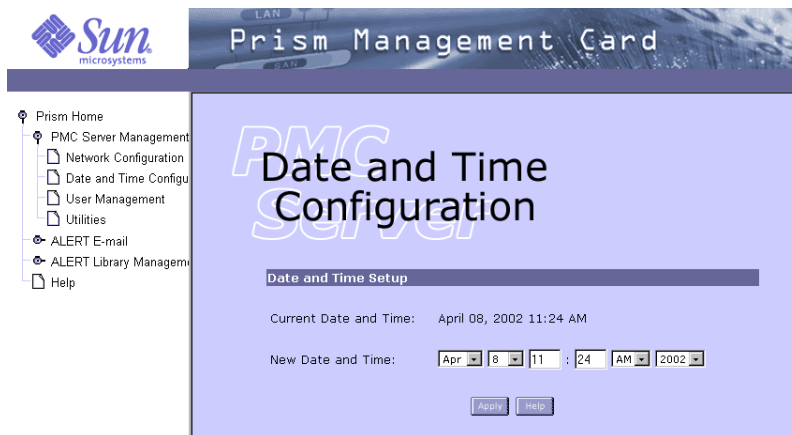 LAN
SAN
Sun
microsystems
Prism Management Card
Prism Home
PMC Server Management
Network Configuration
Date and Time Configu
User Management
Utilities
ALERT E-mail
ALERT Library Managem
Help
PMC
Server
Date and Time
Configuration
Date and Time Setup
Current Date and Time: April 08, 2002 11:24 AM
New Date and Time: Apr 8 11 : 24 AM 2002
Apply Help